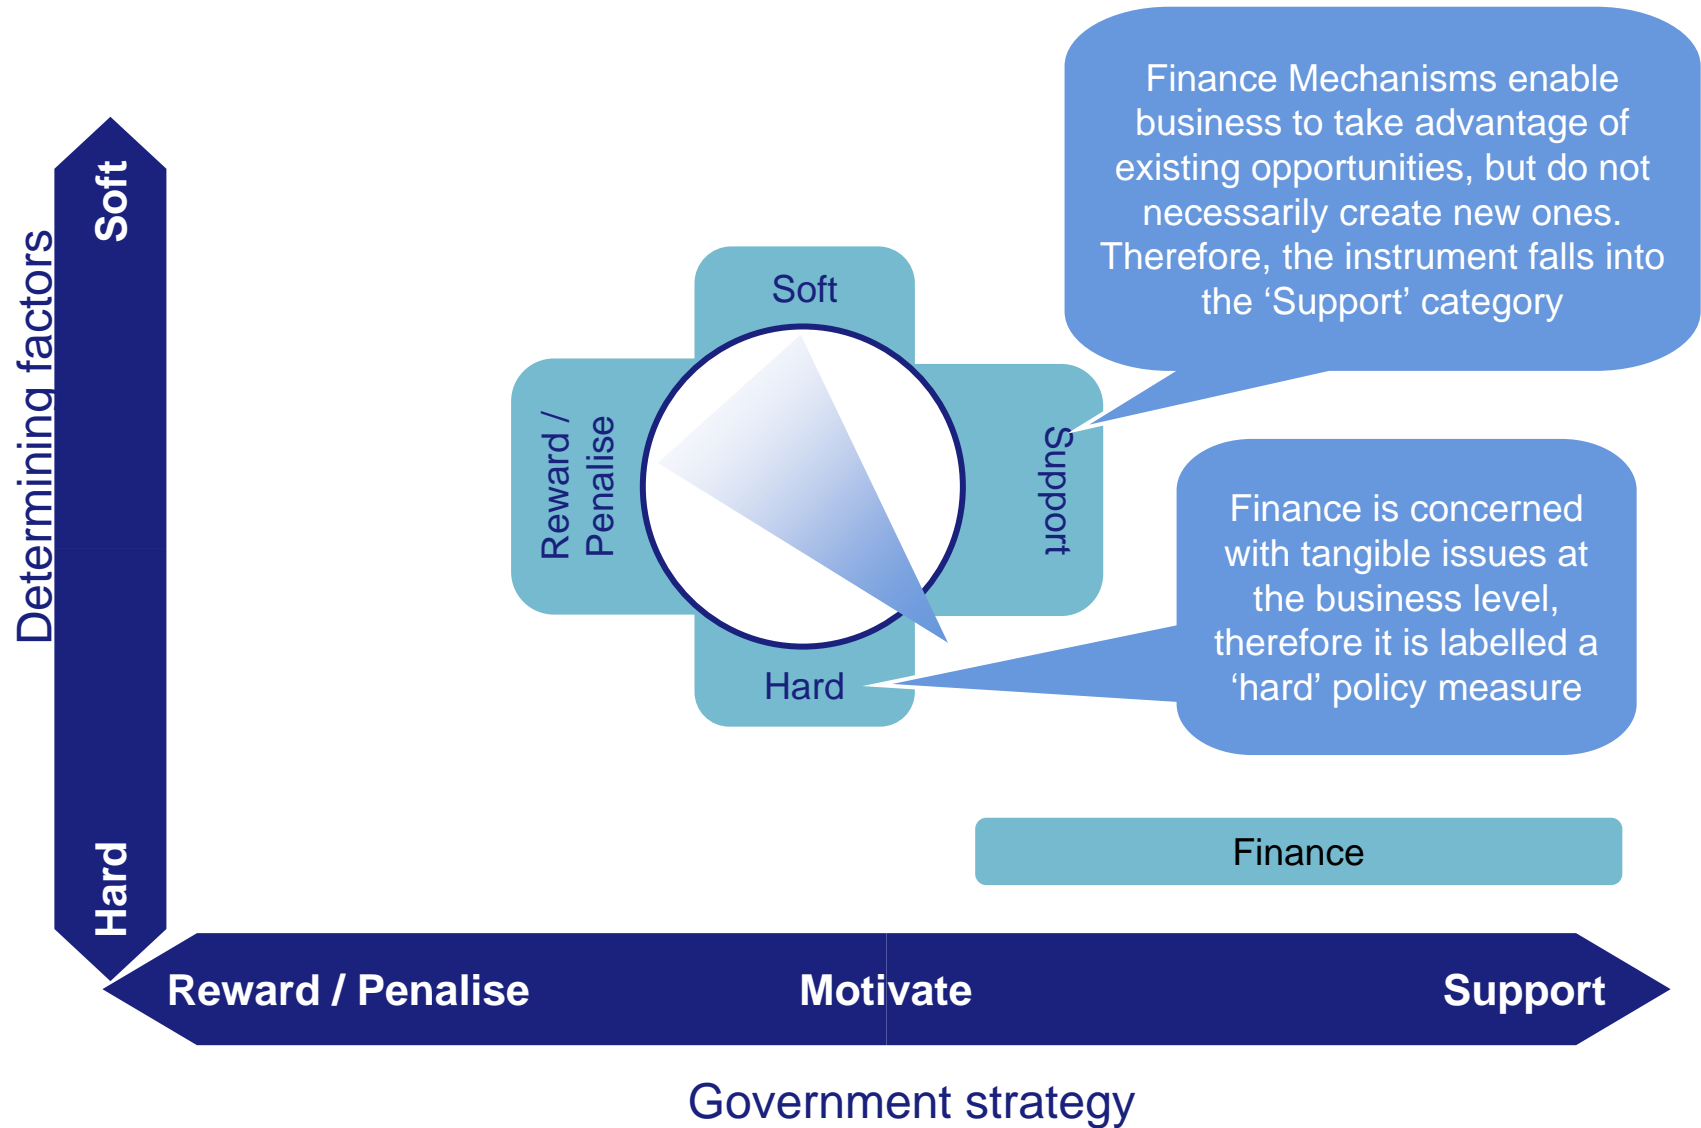 Finance Mechanisms enable
business to take advantage of
existing opportunities, but do not
necessarily create new ones.
Therefore, the instrument falls into
the ‘Support’ category
Soft
Determining factors
Soft
Reward /
Penalise
Support
Finance is concerned
with tangible issues at
the business level,
therefore it is labelled a
‘hard’ policy measure
Hard
Hard
Finance
Reward / Penalise
Motivate
Support
Government strategy